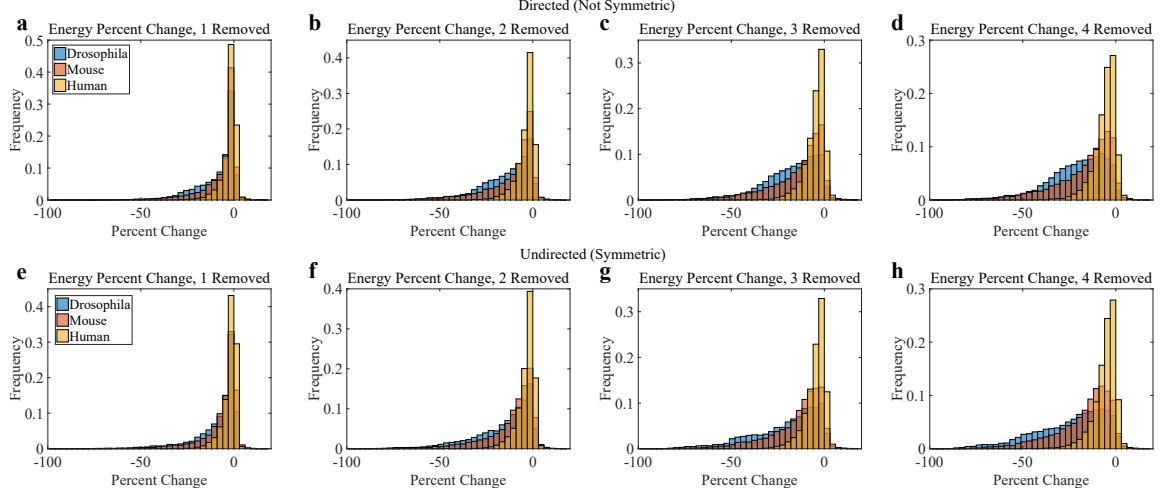 Directed (Not Symmetric)
a
Energy Percent Change, 1 Removed
0.5
0.4
0.3
0.2
0.1
0
Frequency
Drosophila
Mouse
Human
-100
-50
0
Percent Change
b
Energy Percent Change, 2 Removed
0.4
0.3
0.2
0.1
0
Frequency
-100
-50
0
Percent Change
c
Energy Percent Change, 3 Removed
0.3
0.2
0.1
0
Frequency
-100
-50
0
Percent Change
d
Energy Percent Change, 4 Removed
0.3
0.2
0.1
0
Frequency
-100
-50
0
Percent Change
Undirected (Symmetric)
e
Energy Percent Change, 1 Removed
0.4
0.3
0.2
0.1
0
Frequency
Drosophila
Mouse
Human
-100
-50
0
Percent Change
f
Energy Percent Change, 2 Removed
0.4
0.3
0.2
0.1
0
Frequency
-100
-50
0
Percent Change
g
Energy Percent Change, 3 Removed
0.3
0.2
0.1
0
Frequency
-100
-50
0
Percent Change
h
Energy Percent Change, 4 Removed
0.3
0.2
0.1
0
Frequency
-100
-50
0
Percent Change